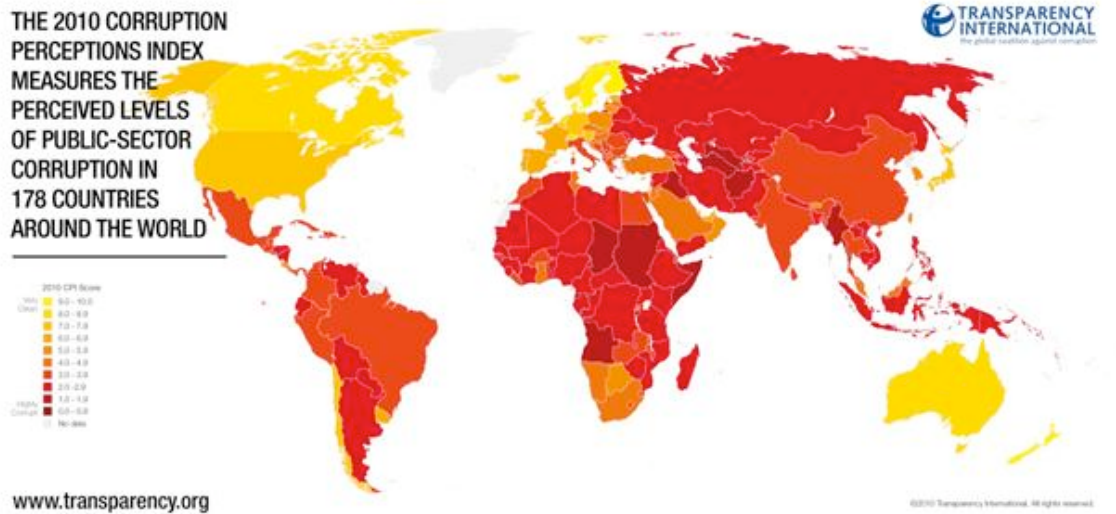 THE 2010 CORRUPTION
PERCEPTIONS INDEX
MEASURES THE
PERCEIVED LEVELS
OF PUBLIC-SECTOR
CORRUPTION IN
178 COUNTRIES
AROUND THE WORLD
TRANSPARENCY
INTERNATIONAL
the global coalition against corruption
2010 CPI Score
Very
Clean
9.0 - 10.0
8.0 - 8.9
7.0 - 7.9
6.0 - 6.9
5.0 - 5.9
4.0 - 4.9
3.0 - 3.9
2.0 - 2.9
1.0 - 1.9
Highly
Corrupt
0.0 - 0.9
No data
www.transparency.org
©2010 Transparency International. All rights reserved.